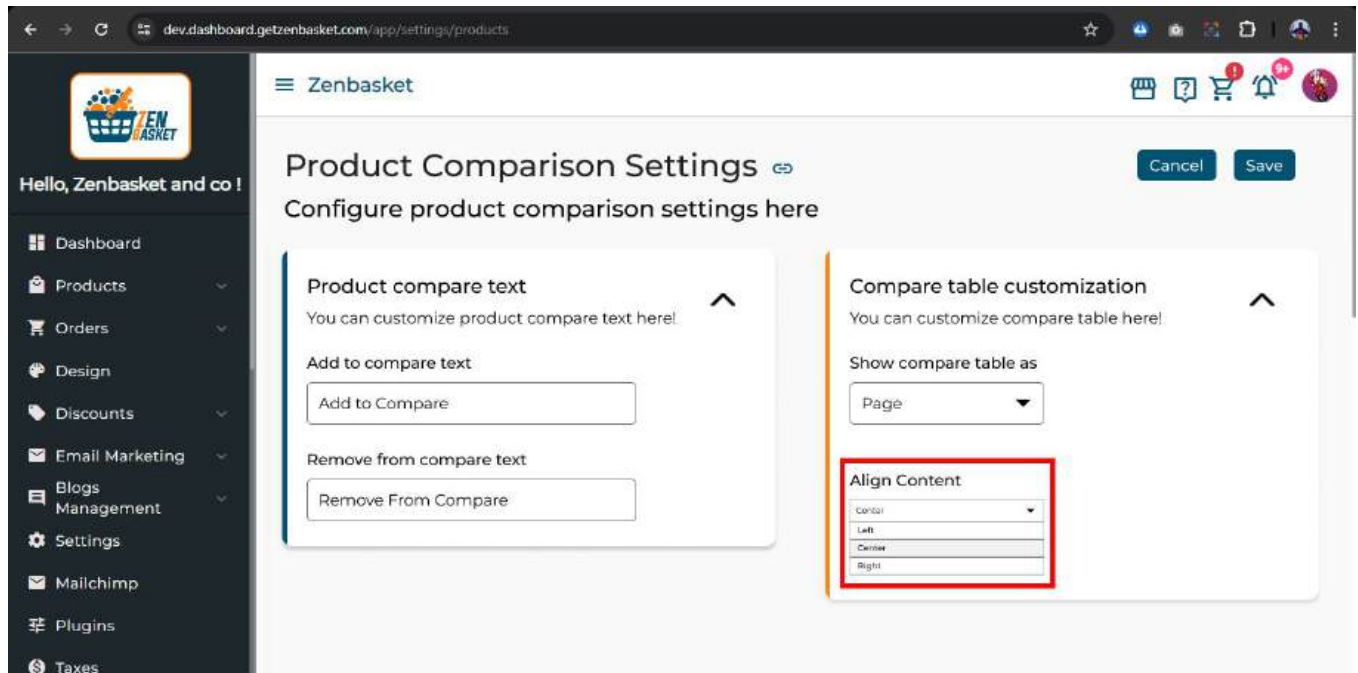 dev.dashboard.getzenbasket.com/app/settings/products
ZEN
BASKET
Hello, Zenbasket and co !
Dashboard
Products
Orders
Design
Discounts
Email Marketing
Blogs
Management
Settings
Mailchimp
Plugins
Taxes
Zenbasket
!
9+
Product Comparison Settings
Cancel
Save
Configure product comparison settings here
Product compare text
You can customize product compare text here!
Add to compare text
Add to Compare
Remove from compare text
Remove From Compare
Compare table customization
You can customize compare table here!
Show compare table as
Page
Align Content
Center
Left
Center
Right